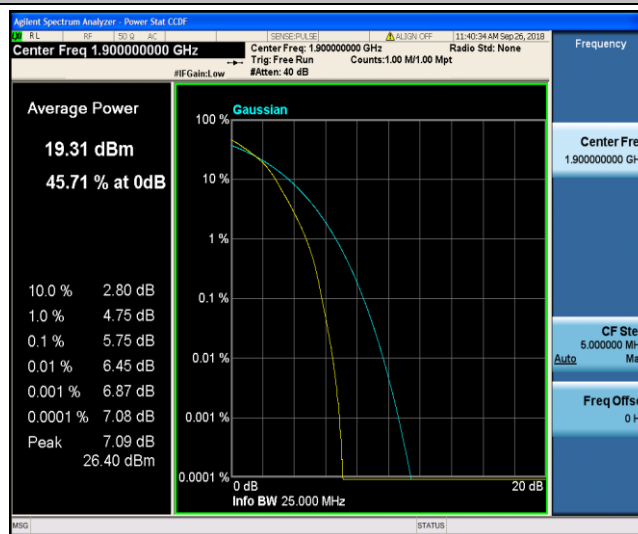 Agilent Spectrum Analyzer - Power Stat CCDF
RL RF 50 Ω AC SENSE:PULSE ALIGN OFF 11:40:34 AM Sep 26, 2018
Center Freq 1.900000000 GHz
Center Freq: 1.900000000 GHz Radio Std: None
Trig: Free Run Counts:1.00 M/1.00 Mpt
#IFGain:Low #Atten: 40 dB
Frequency
Average Power
19.31 dBm
45.71 % at 0dB
10.0 % 2.80 dB
1.0 % 4.75 dB
0.1 % 5.75 dB
0.01 % 6.45 dB
0.001 % 6.87 dB
0.0001 % 7.08 dB
Peak 7.09 dB
26.40 dBm
Gaussian
100 %
10 %
1 %
0.1 %
0.01 %
0.001 %
0.0001 %
0 dB 20 dB
Info BW 25.000 MHz
Center Fre
1.900000000 GH
CF Ste
5.000000 MH
Auto Ma
Freq Offse
0 H
MSG STATUS